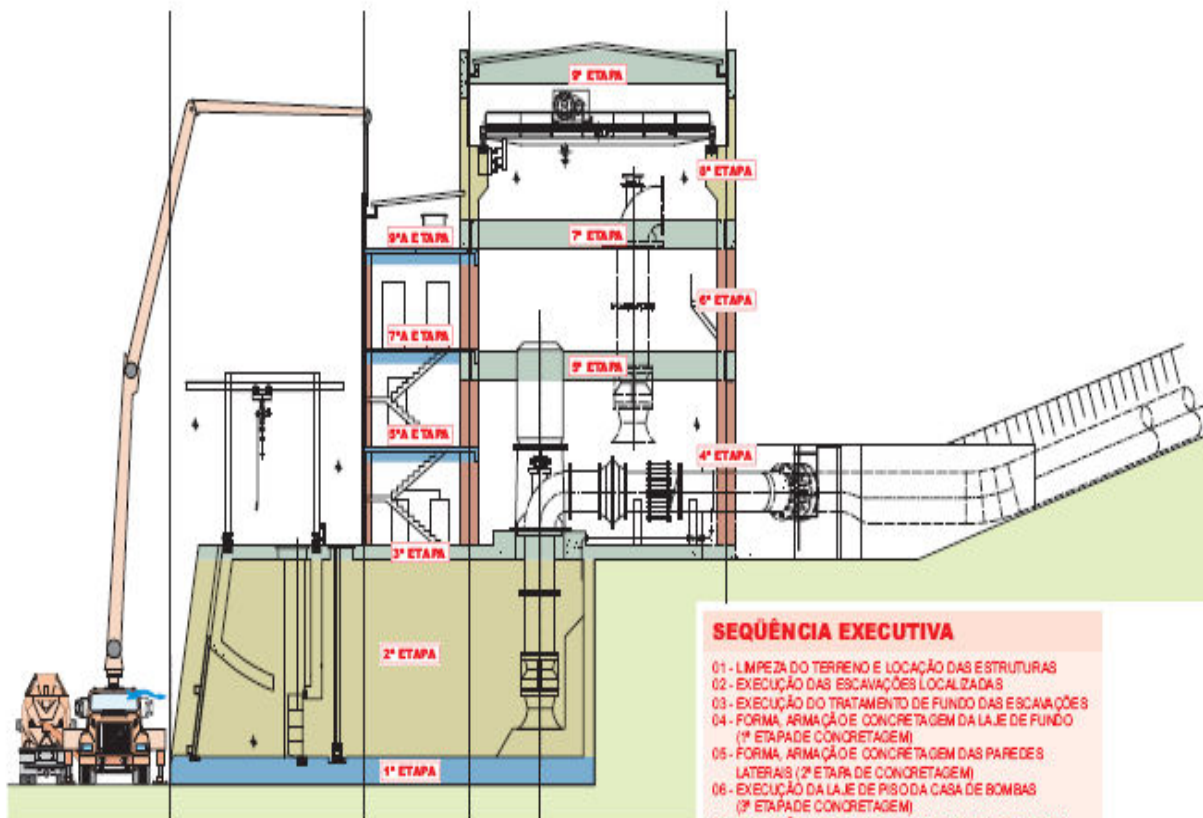 9ª ETAPA
8ª ETAPA
9ªA ETAPA
7ª ETAPA
6ª ETAPA
7ªA ETAPA
5ª ETAPA
5ªA ETAPA
4ª ETAPA
3ª ETAPA
2ª ETAPA
1ª ETAPA
SEQÜÊNCIA EXECUTIVA
01 - LIMPEZA DO TERRENO E LOCAÇÃO DAS ESTRUTURAS
02 - EXECUÇÃO DAS ESCAVAÇÕES LOCALIZADAS
03 - EXECUÇÃO DO TRATAMENTO DE FUNDO DAS ESCAVAÇÕES
04 - FORMA, ARMAÇÃO E CONCRETAGEM DA LAJE DE FUNDO
(1ª ETAPA DE CONCRETAGEM)
05 - FORMA, ARMAÇÃO E CONCRETAGEM DAS PAREDES
LATERAIS (2ª ETAPA DE CONCRETAGEM)
06 - EXECUÇÃO DA LAJE DE PISO DA CASA DE BOMBAS
(3ª ETAPA DE CONCRETAGEM)